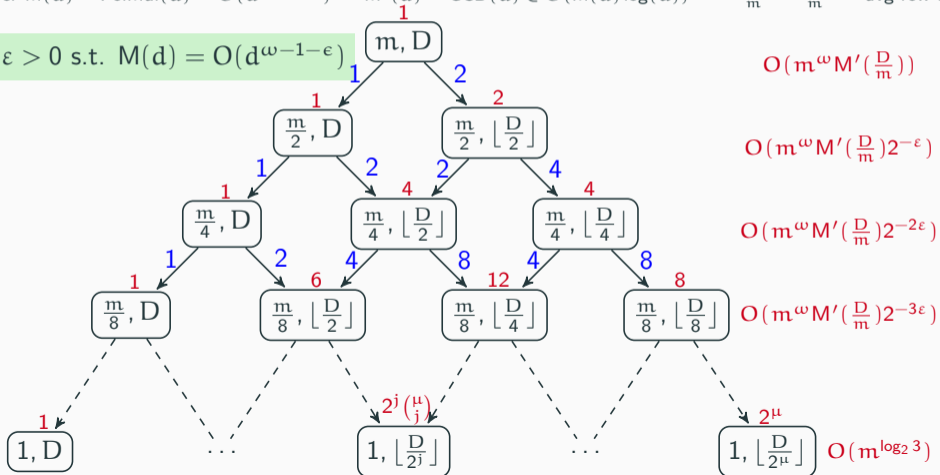 1
m, D
ε > 0 s.t. M(d) = O(d^{ω−1−ε})
O(m^ω M′(D/m))
1 2
1 2
m/2, D m/2, ⌊D/2⌋
O(m^ω M′(D/m)2^{−ε})
1 2 2 4
1 4 4
m/4, D m/4, ⌊D/2⌋ m/4, ⌊D/4⌋
O(m^ω M′(D/m)2^{−2ε})
1 2 4 8 4 8
1 6 12 8
m/8, D m/8, ⌊D/2⌋ m/8, ⌊D/4⌋ m/8, ⌊D/8⌋
O(m^ω M′(D/m)2^{−3ε})
1 2^j (μ j) 2^μ
1, D ... 1, ⌊D/2^j⌋ ... 1, ⌊D/2^μ⌋ O(m^{log₂ 3})